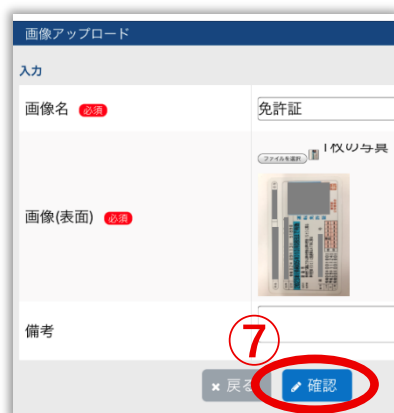 画像アップロード
入力
画像名 必須
免許証
ファイルを選択 1枚の写真
画像(表面) 必須
備考
⑦
× 戻る 確認